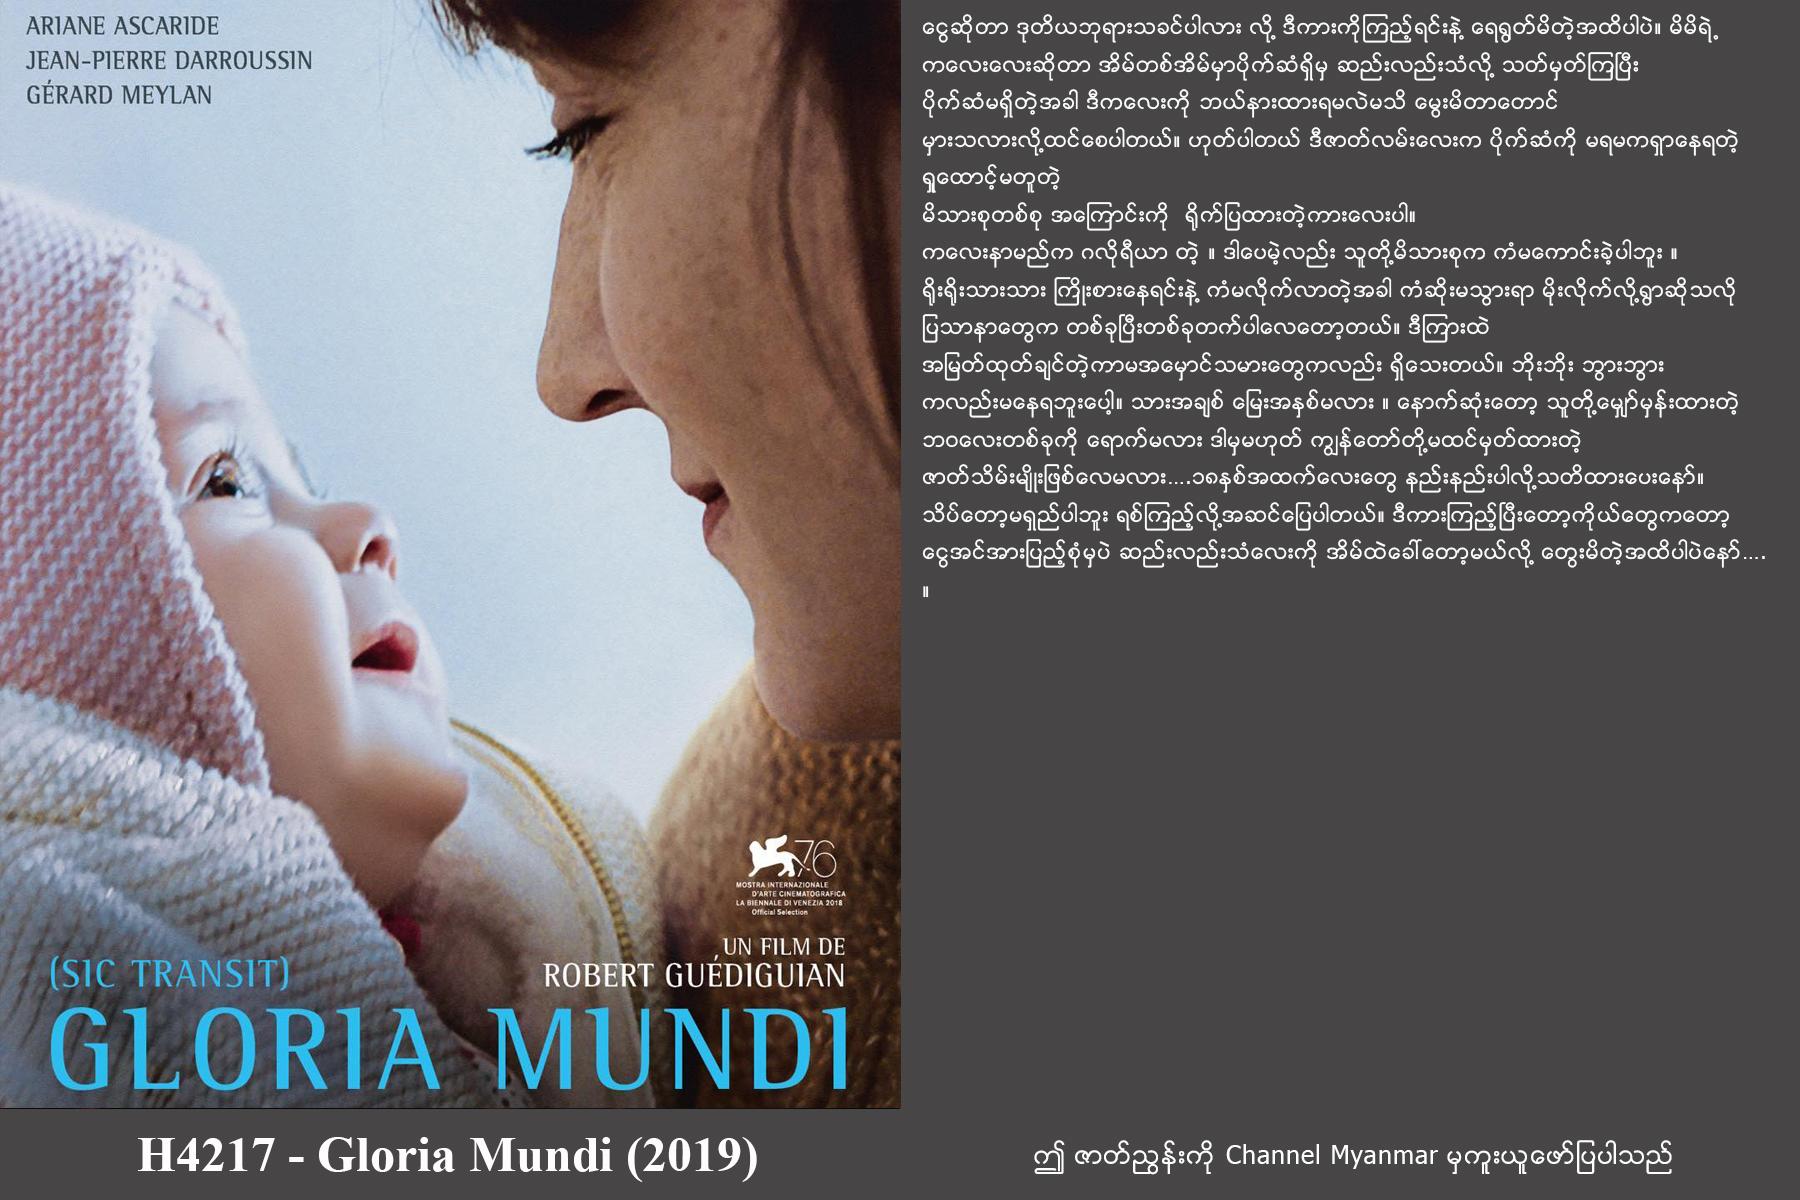 ARIANE ASCARIDE
JEAN-PIERRE DARROUSSIN
GÉRARD MEYLAN
MOSTRA INTERNAZIONALE
D'ARTE CINEMATOGRAFICA
LA BIENNALE DI VENEZIA 2018
Official Selection
76
UN FILM DE
ROBERT GUÉDIGUIAN
(SIC TRANSIT)
GLORIA MUNDI
H4217 - Gloria Mundi (2019)
ငွေဆိုတာ ဒုတိယဘုရားသခင်ပါလား လို့ ဒီကားကိုကြည့်ရင်းနဲ့ ရေရွတ်မိတဲ့အထိပါပဲ။ မိမိရဲ့
ကလေးလေးဆိုတာ အိမ်တစ်အိမ်မှာပိုက်ဆံရှိမှ ဆည်းလည်းသံလို့ သတ်မှတ်ကြပြီး
ပိုက်ဆံမရှိတဲ့အခါ ဒီကလေးကို ဘယ်နားထားရမလဲမသိ မွေးမိတာတောင်
မှားသလားလို့ထင်စေပါတယ်။ ဟုတ်ပါတယ် ဒီဇာတ်လမ်းလေးက ပိုက်ဆံကို မရမကရှာနေရတဲ့
ရှုထောင့်မတူတဲ့
မိသားစုတစ်စု အကြောင်းကို ရိုက်ပြထားတဲ့ကားလေးပါ။
ကလေးနာမည်က ဂလိုရီယာ တဲ့ ။ ဒါပေမဲ့လည်း သူတို့မိသားစုက ကံမကောင်းခဲ့ပါဘူး ။
ရိုးရိုးသားသား ကြိုးစားနေရင်းနဲ့ ကံမလိုက်လာတဲ့အခါ ကံဆိုးမသွားရာ မိုးလိုက်လို့ရွာဆိုသလို
ပြသာနာတွေက တစ်ခုပြီးတစ်ခုတက်ပါလေတော့တယ်။ ဒီကြားထဲ
အမြတ်ထုတ်ချင်တဲ့ကာမအမှောင်သမားတွေကလည်း ရှိသေးတယ်။ ဘိုးဘိုး ဘွားဘွား
ကလည်းမနေရဘူးပေါ့။ သားအချစ် မြေးအနှစ်မလား ။ နောက်ဆုံးတော့ သူတို့မျှော်မှန်းထားတဲ့
ဘဝလေးတစ်ခုကို ရောက်မလား ဒါမှမဟုတ် ကျွန်တော်တို့မထင်မှတ်ထားတဲ့
ဇာတ်သိမ်းမျိုးဖြစ်လေမလား....၁၈နှစ်အထက်လေးတွေ နည်းနည်းပါလို့သတိထားပေးနော်။
သိပ်တော့မရှည်ပါဘူး ရစ်ကြည့်လို့အဆင်ပြေပါတယ်။ ဒီကားကြည့်ပြီးတော့ကိုယ်တွေကတော့
ငွေအင်အားပြည့်စုံမှပဲ ဆည်းလည်းသံလေးကို အိမ်ထဲခေါ်တော့မယ်လို့ တွေးမိတဲ့အထိပါပဲနော်....
။
ဤ ဇာတ်ညွှန်းကို Channel Myanmar မှကူးယူဖော်ပြပါသည်